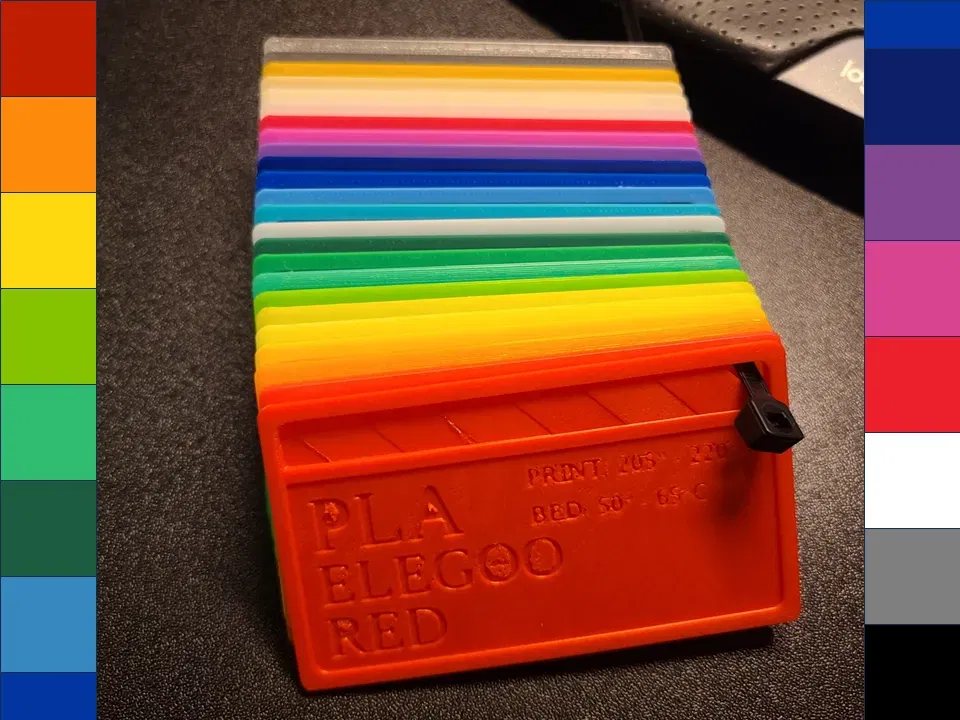 PRINT: 205° - 220°
PLA
BED: 50° - 65° C
ELEGOO
RED